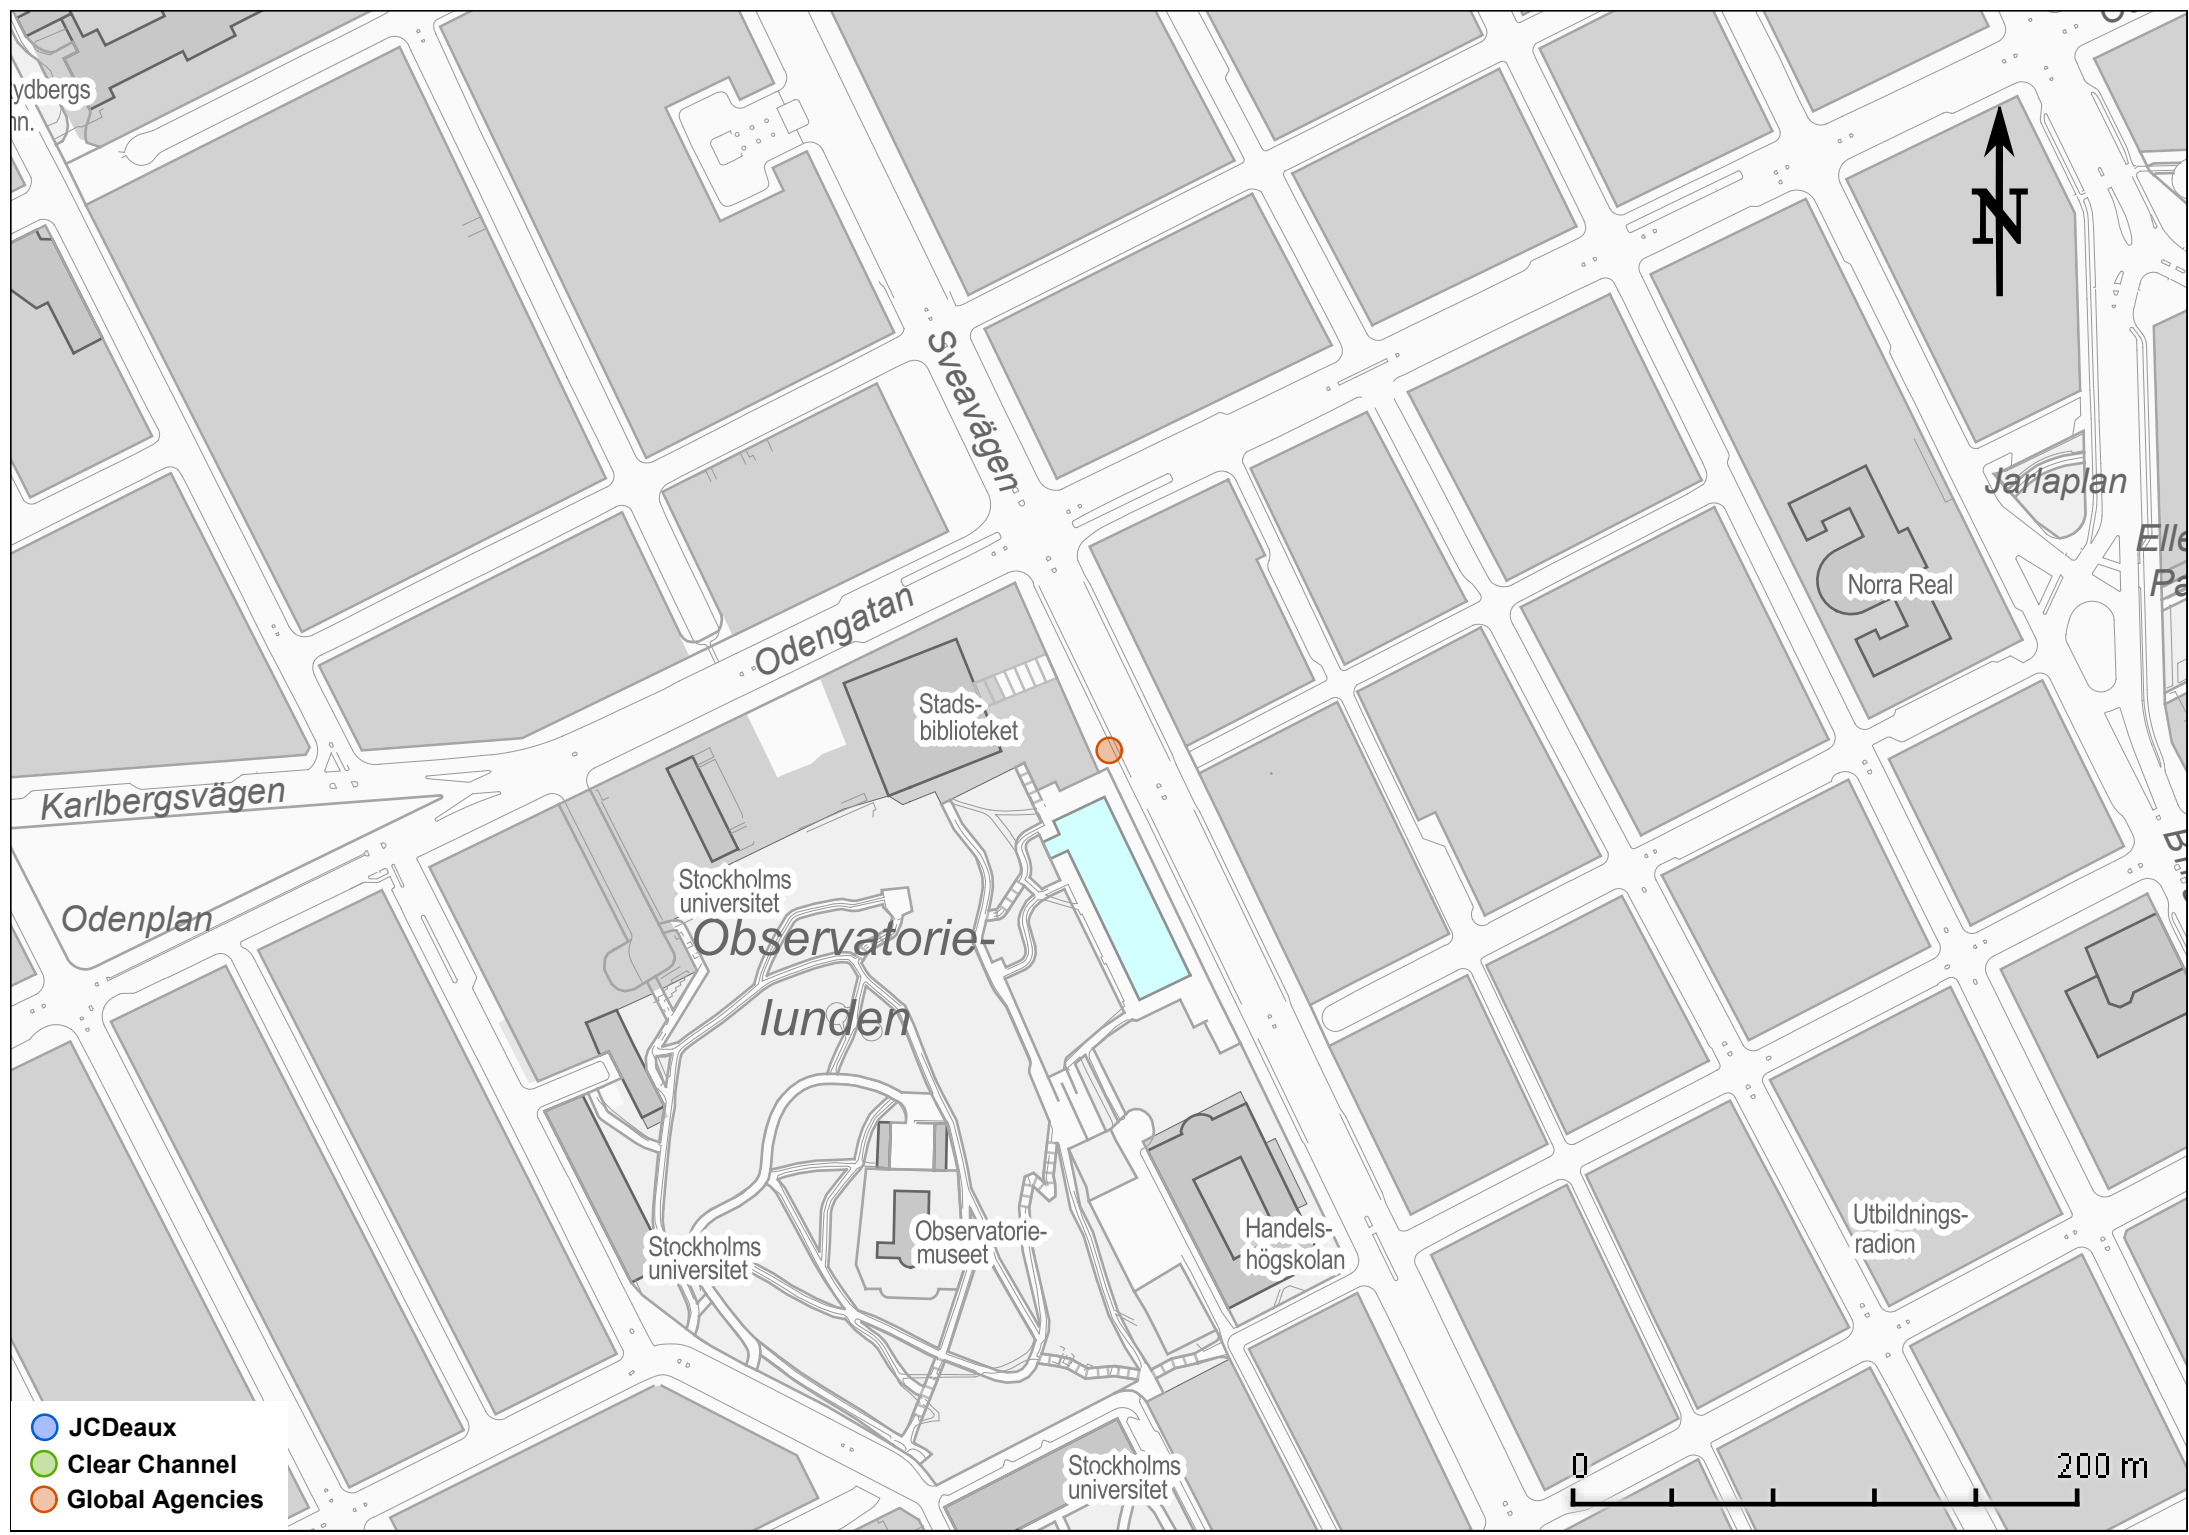 ydbergs
N
Sveavägen
Jarlaplan
Norra Real
Odengatan
Stads-
biblioteket
Karlbergsvägen
Odenplan
Stockholms
universitet
Observatorie-
lunden
Observatorie-
museet
Handels-
högskolan
Utbildnings-
radion
Stockholms
universitet
Stockholms
universitet
JCDeaux
Clear Channel
Global Agencies
0 200 m